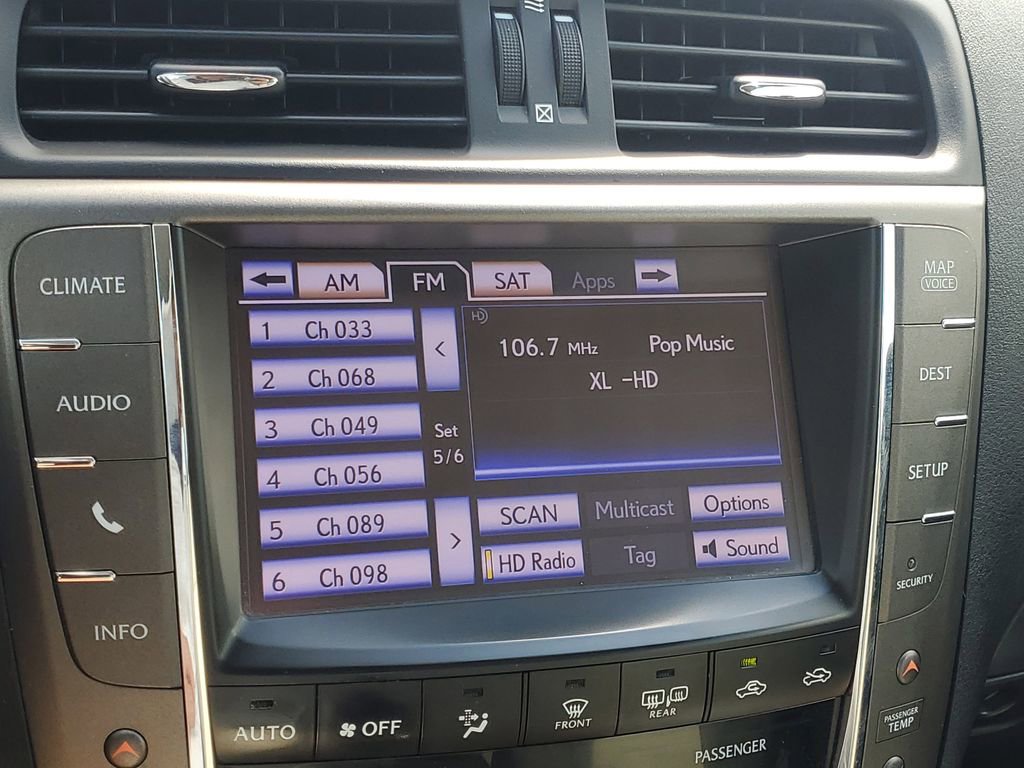 CLIMATE
AUDIO
INFO
AM FM SAT Apps
1 Ch 033
2 Ch 068
3 Ch 049
4 Ch 056
5 Ch 089
6 Ch 098
<
Set
5/6
>
HD
106.7 MHz Pop Music
XL -HD
SCAN Multicast Options
HD Radio Tag Sound
MAP
VOICE
DEST
SETUP
SECURITY
AUTO
OFF
FRONT
REAR
PASSENGER
TEMP
PASSENGER